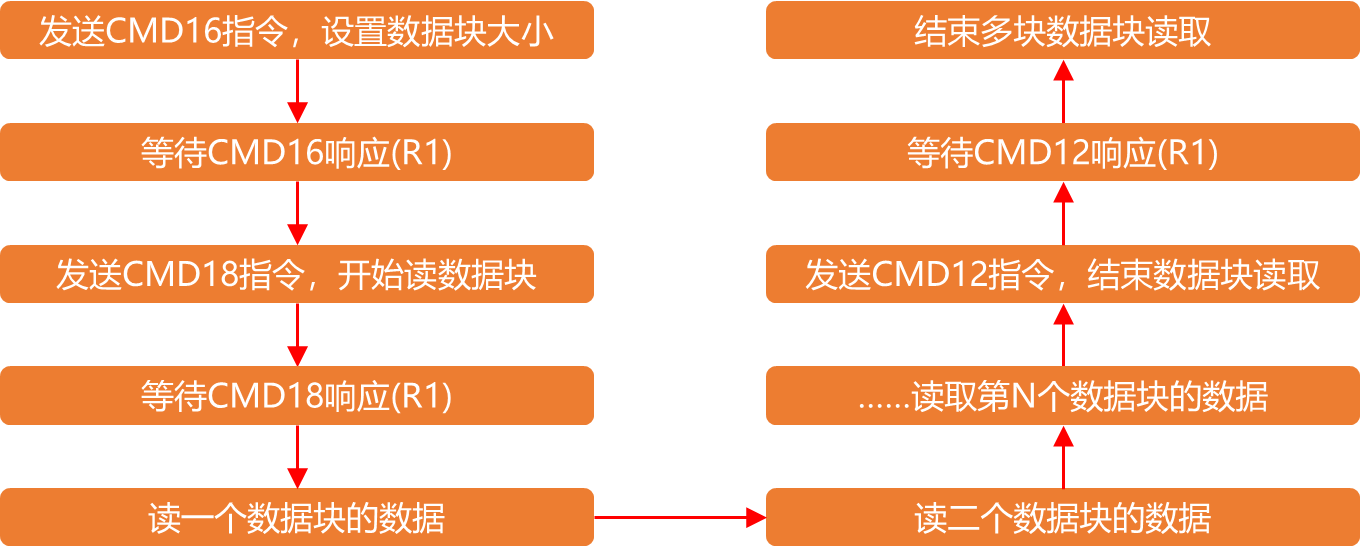 发送CMD16指令，设置数据块大小
等待CMD16响应(R1)
发送CMD18指令，开始读数据块
等待CMD18响应(R1)
读一个数据块的数据
读二个数据块的数据
……读取第N个数据块的数据
发送CMD12指令，结束数据块读取
等待CMD12响应(R1)
结束多块数据块读取